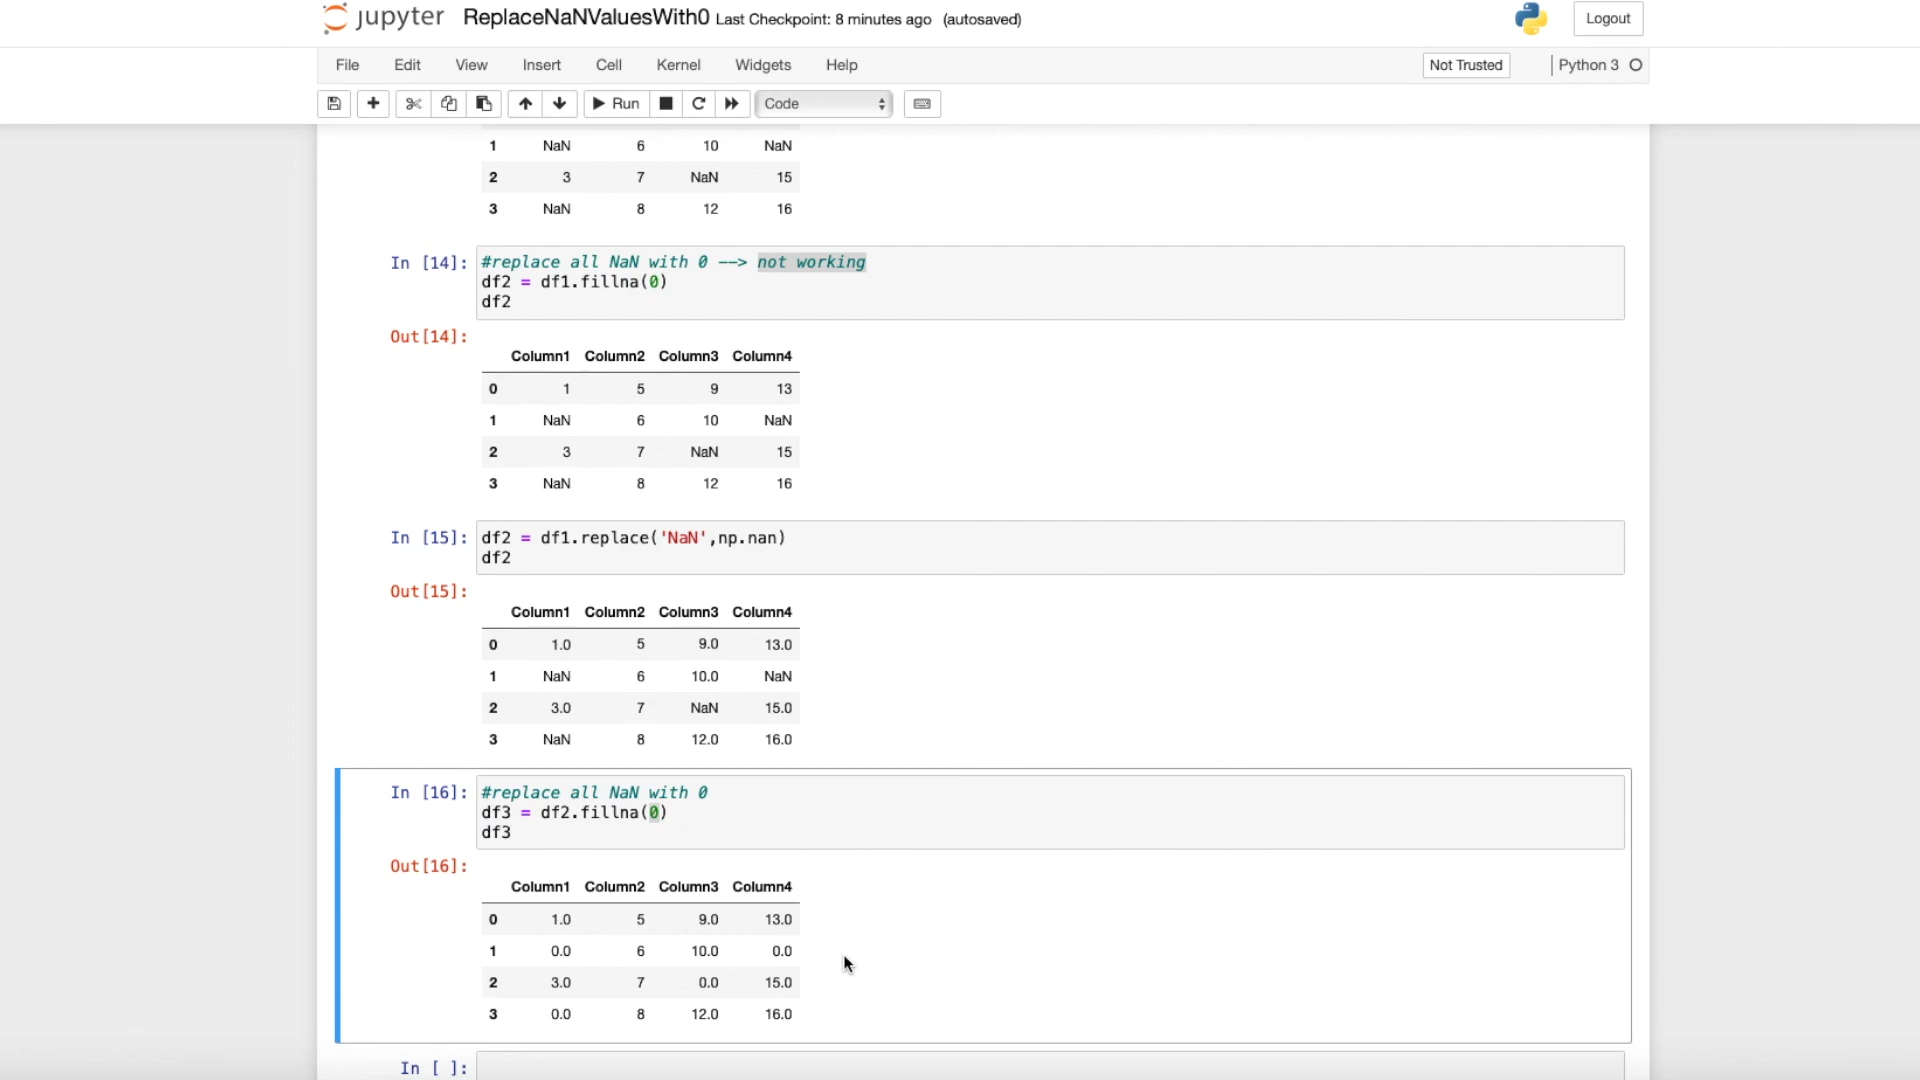 jupyter ReplaceNaNValuesWith0 Last Checkpoint: 8 minutes ago (autosaved) Logout
File Edit View Insert Cell Kernel Widgets Help Not Trusted Python 3
Run Code
1 NaN 6 10 NaN
2 3 7 NaN 15
3 NaN 8 12 16
In [14]: #replace all NaN with 0 --> not working
df2 = df1.fillna(0)
df2
Out[14]:
Column1 Column2 Column3 Column4
0 1 5 9 13
1 NaN 6 10 NaN
2 3 7 NaN 15
3 NaN 8 12 16
In [15]: df2 = df1.replace('NaN',np.nan)
df2
Out[15]:
Column1 Column2 Column3 Column4
0 1.0 5 9.0 13.0
1 NaN 6 10.0 NaN
2 3.0 7 NaN 15.0
3 NaN 8 12.0 16.0
In [16]: #replace all NaN with 0
df3 = df2.fillna(0)
df3
Out[16]:
Column1 Column2 Column3 Column4
0 1.0 5 9.0 13.0
1 0.0 6 10.0 0.0
2 3.0 7 0.0 15.0
3 0.0 8 12.0 16.0
In [ ]: